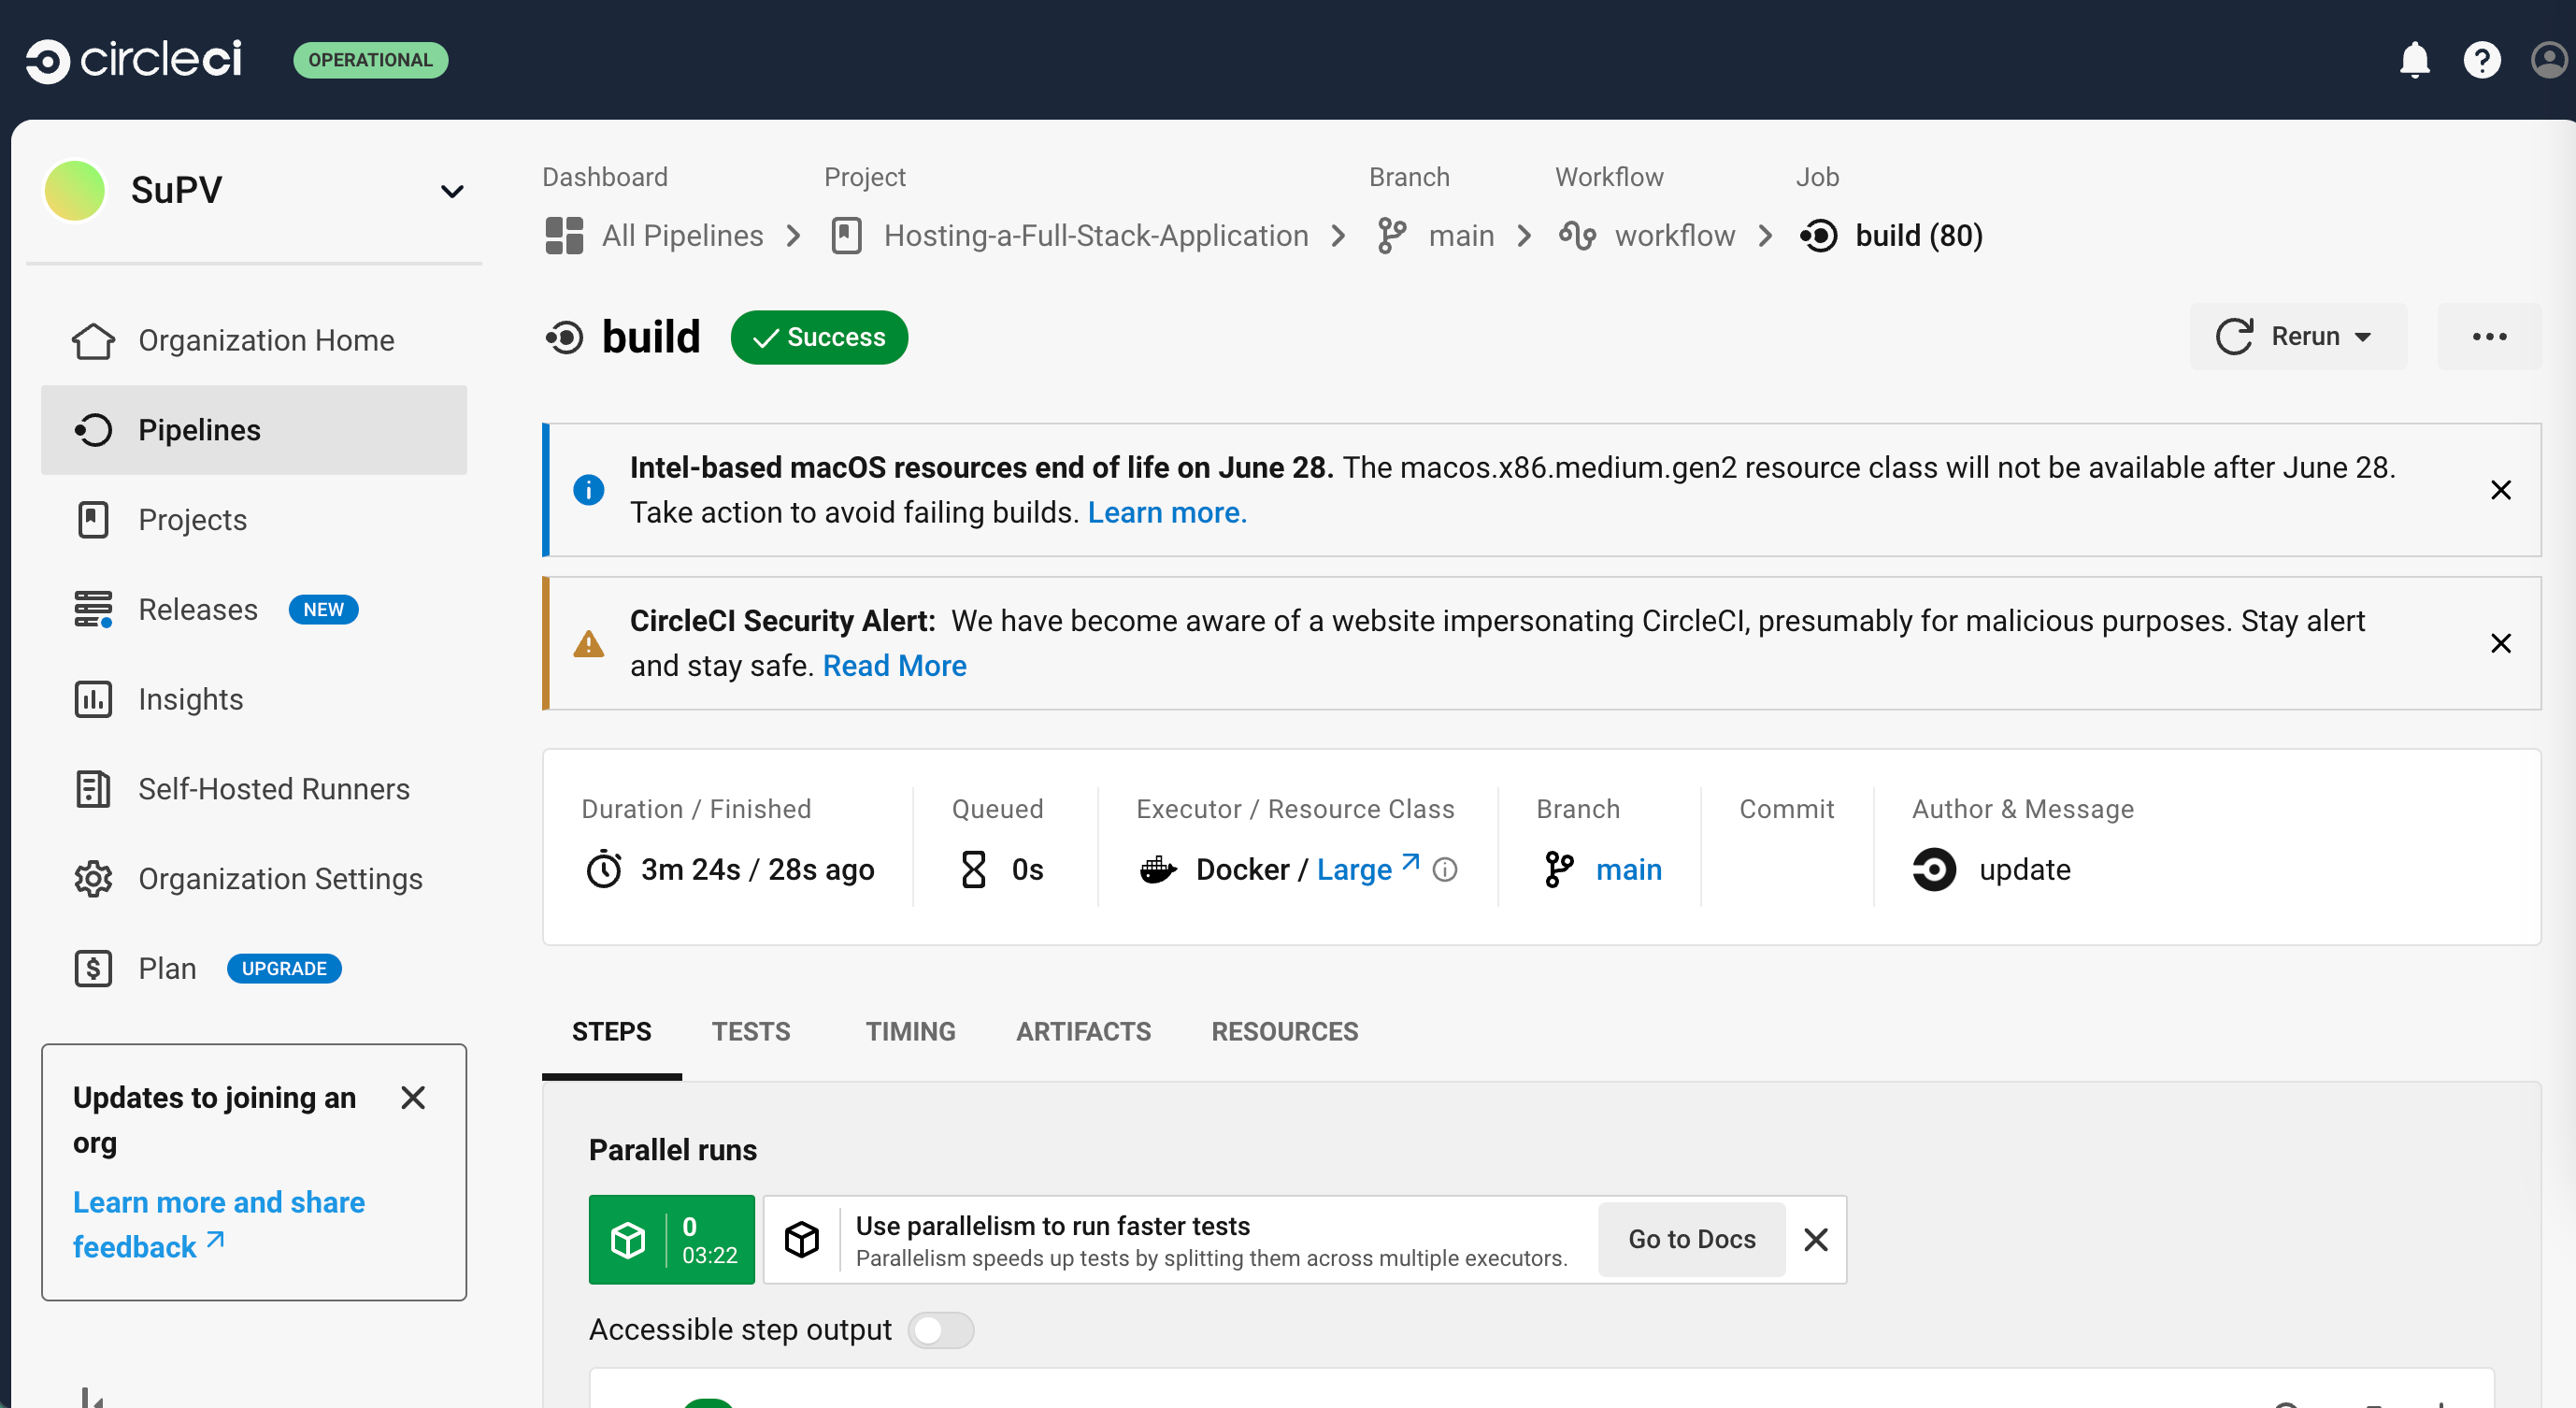 circleci
OPERATIONAL
SuPV
Organization Home
Pipelines
Projects
Releases NEW
Insights
Self-Hosted Runners
Organization Settings
Plan UPGRADE
Updates to joining an
org
Learn more and share
feedback
Dashboard Project Branch Workflow Job
All Pipelines Hosting-a-Full-Stack-Application main workflow build (80)
build Success
Rerun
Intel-based macOS resources end of life on June 28. The macos.x86.medium.gen2 resource class will not be available after June 28.
Take action to avoid failing builds. Learn more.
CircleCI Security Alert: We have become aware of a website impersonating CircleCI, presumably for malicious purposes. Stay alert
and stay safe. Read More
Duration / Finished Queued Executor / Resource Class Branch Commit Author & Message
3m 24s / 28s ago 0s Docker / Large main update
STEPS TESTS TIMING ARTIFACTS RESOURCES
Parallel runs
0
03:22
Use parallelism to run faster tests
Parallelism speeds up tests by splitting them across multiple executors.
Go to Docs
Accessible step output